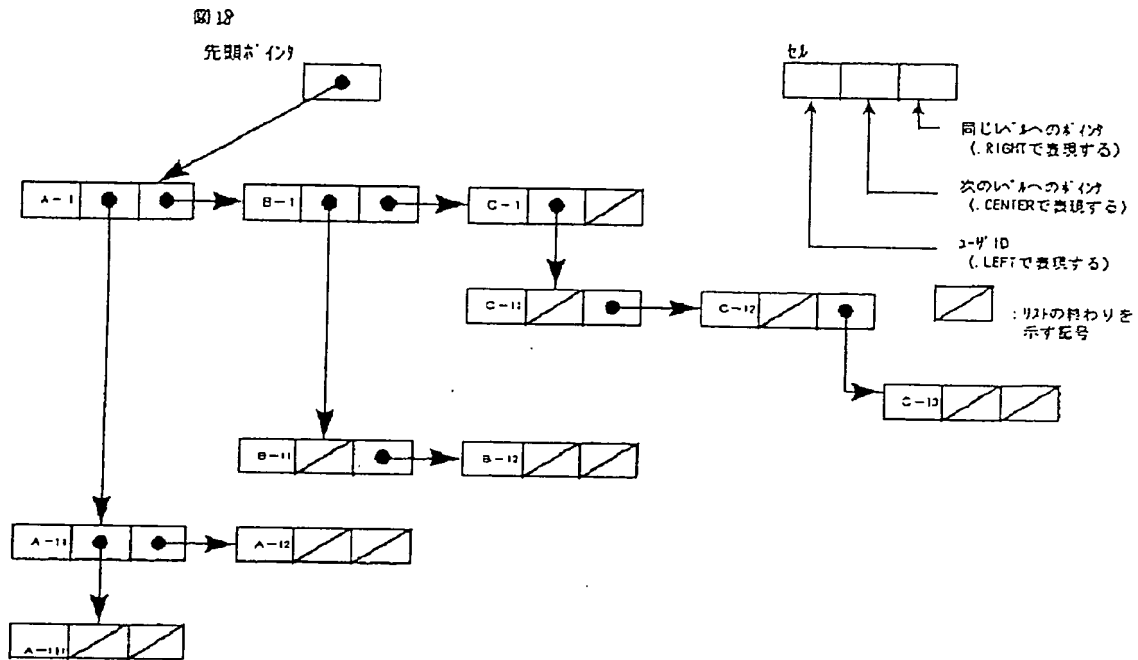 図18
先頭ポインタ
セル
同じレベルへのポインタ
(.RIGHTで表現する)
次のレベルへのポインタ
(.CENTERで表現する)
ユーザID
(.LEFTで表現する)
:リストの終わりを
示す記号
A-1
B-1
C-1
C-11
C-12
C-13
B-11
B-12
A-11
A-12
A-111